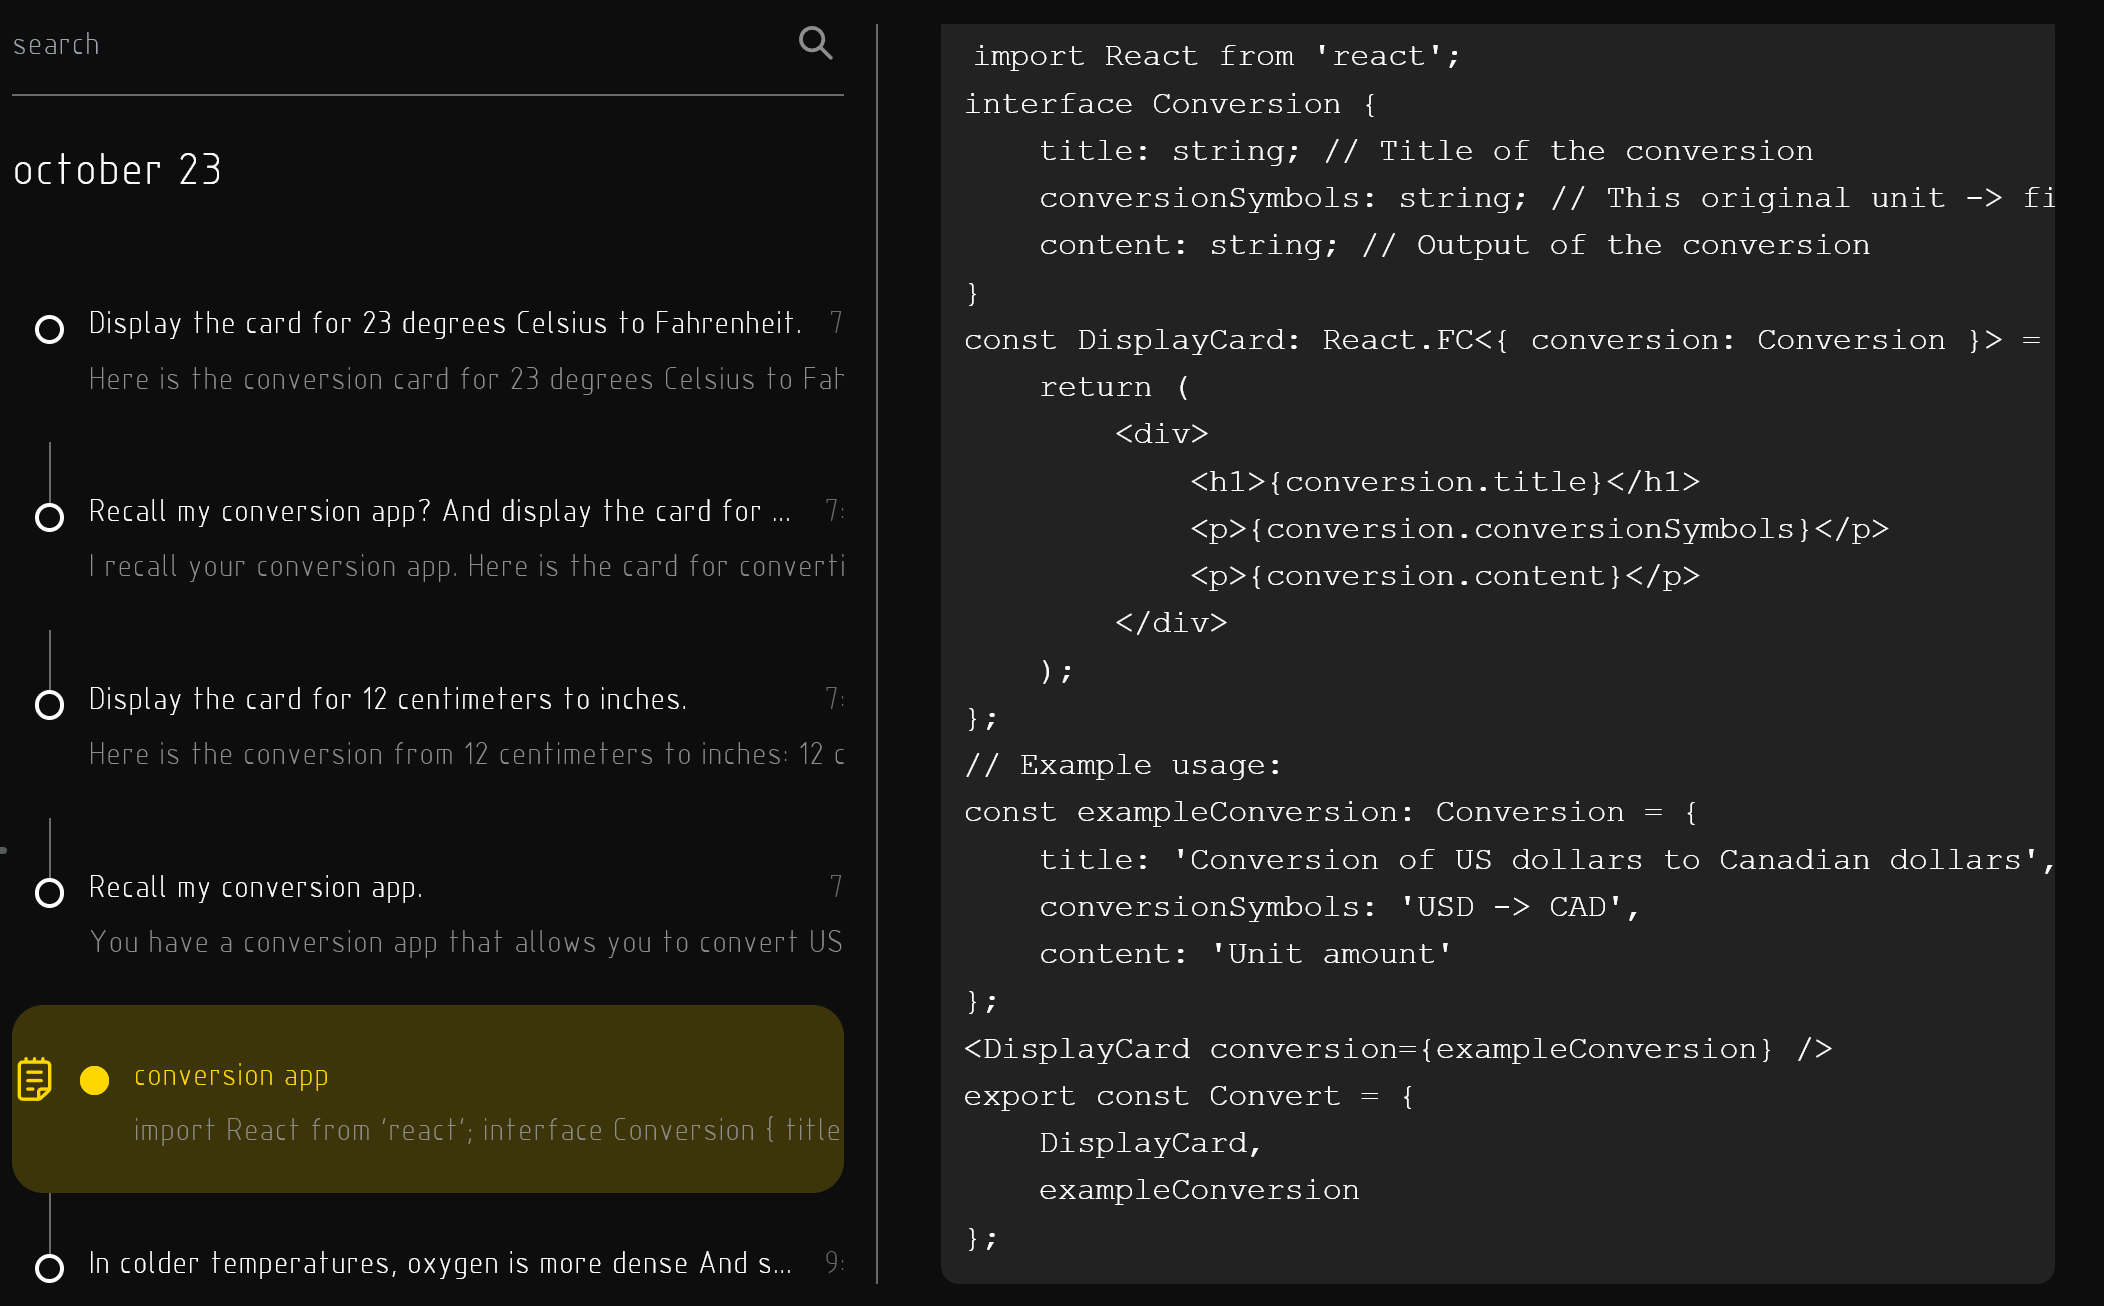 search
october 23
Display the card for 23 degrees Celsius to Fahrenheit. 7
Here is the conversion card for 23 degrees Celsius to Fah
Recall my conversion app? And display the card for ... 7:
I recall your conversion app. Here is the card for converti
Display the card for 12 centimeters to inches. 7:
Here is the conversion from 12 centimeters to inches: 12 c
Recall my conversion app. 7
You have a conversion app that allows you to convert US
conversion app
import React from 'react'; interface Conversion { title
In colder temperatures, oxygen is more dense And s... 9:
import React from 'react';
interface Conversion {
    title: string; // Title of the conversion
    conversionSymbols: string; // This original unit -> fi
    content: string; // Output of the conversion
}
const DisplayCard: React.FC<{ conversion: Conversion }> =
    return (
        <div>
            <h1>{conversion.title}</h1>
            <p>{conversion.conversionSymbols}</p>
            <p>{conversion.content}</p>
        </div>
    );
};
// Example usage:
const exampleConversion: Conversion = {
    title: 'Conversion of US dollars to Canadian dollars',
    conversionSymbols: 'USD -> CAD',
    content: 'Unit amount'
};
<DisplayCard conversion={exampleConversion} />
export const Convert = {
    DisplayCard,
    exampleConversion
};